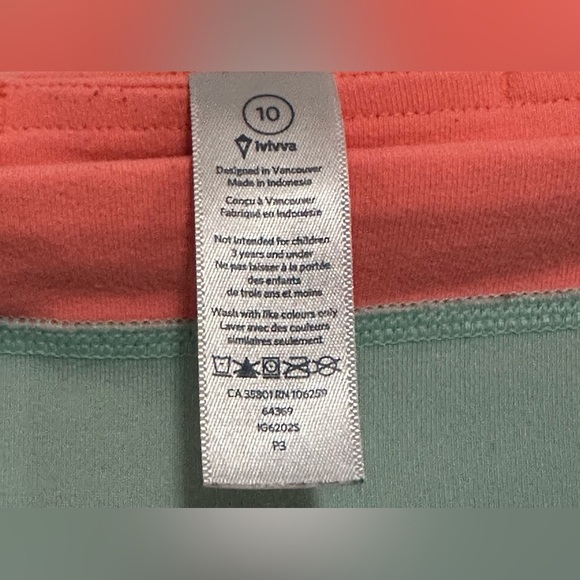 10
ivivva
Designed in Vancouver
Made in Indonesia
Conçu à Vancouver
Fabriqué en Indonésie
Not intended for children
3 years and under
Ne pas laisser à la portée
des enfants
de trois ans et moins
Wash with like colours only
Laver avec des couleurs
similaires seulement
CA 35801 RN 106259
64369
1G6202S
P3